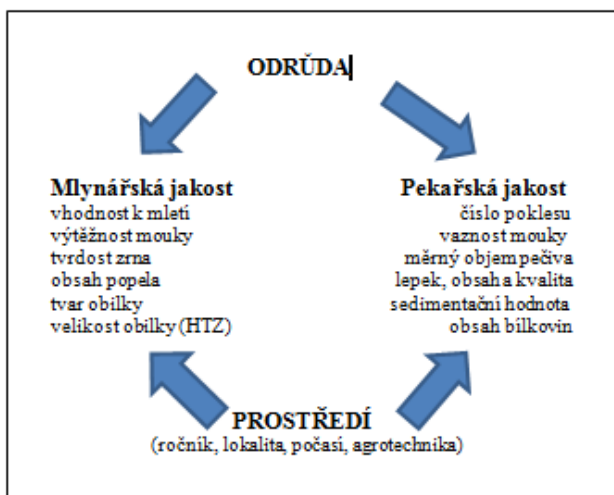 ODRŮDA
Mlynářská jakost
vhodnost k mletí
výtěžnost mouky
tvrdost zrna
obsah popela
tvar obilky
velikost obilky (HTZ)
Pekařská jakost
číslo poklesu
vaznost mouky
měrný objem pečiva
lepek, obsah a kvalita
sedimentační hodnota
obsah bílkovin
PROSTŘEDÍ
(ročník, lokalita, počasí, agrotechnika)